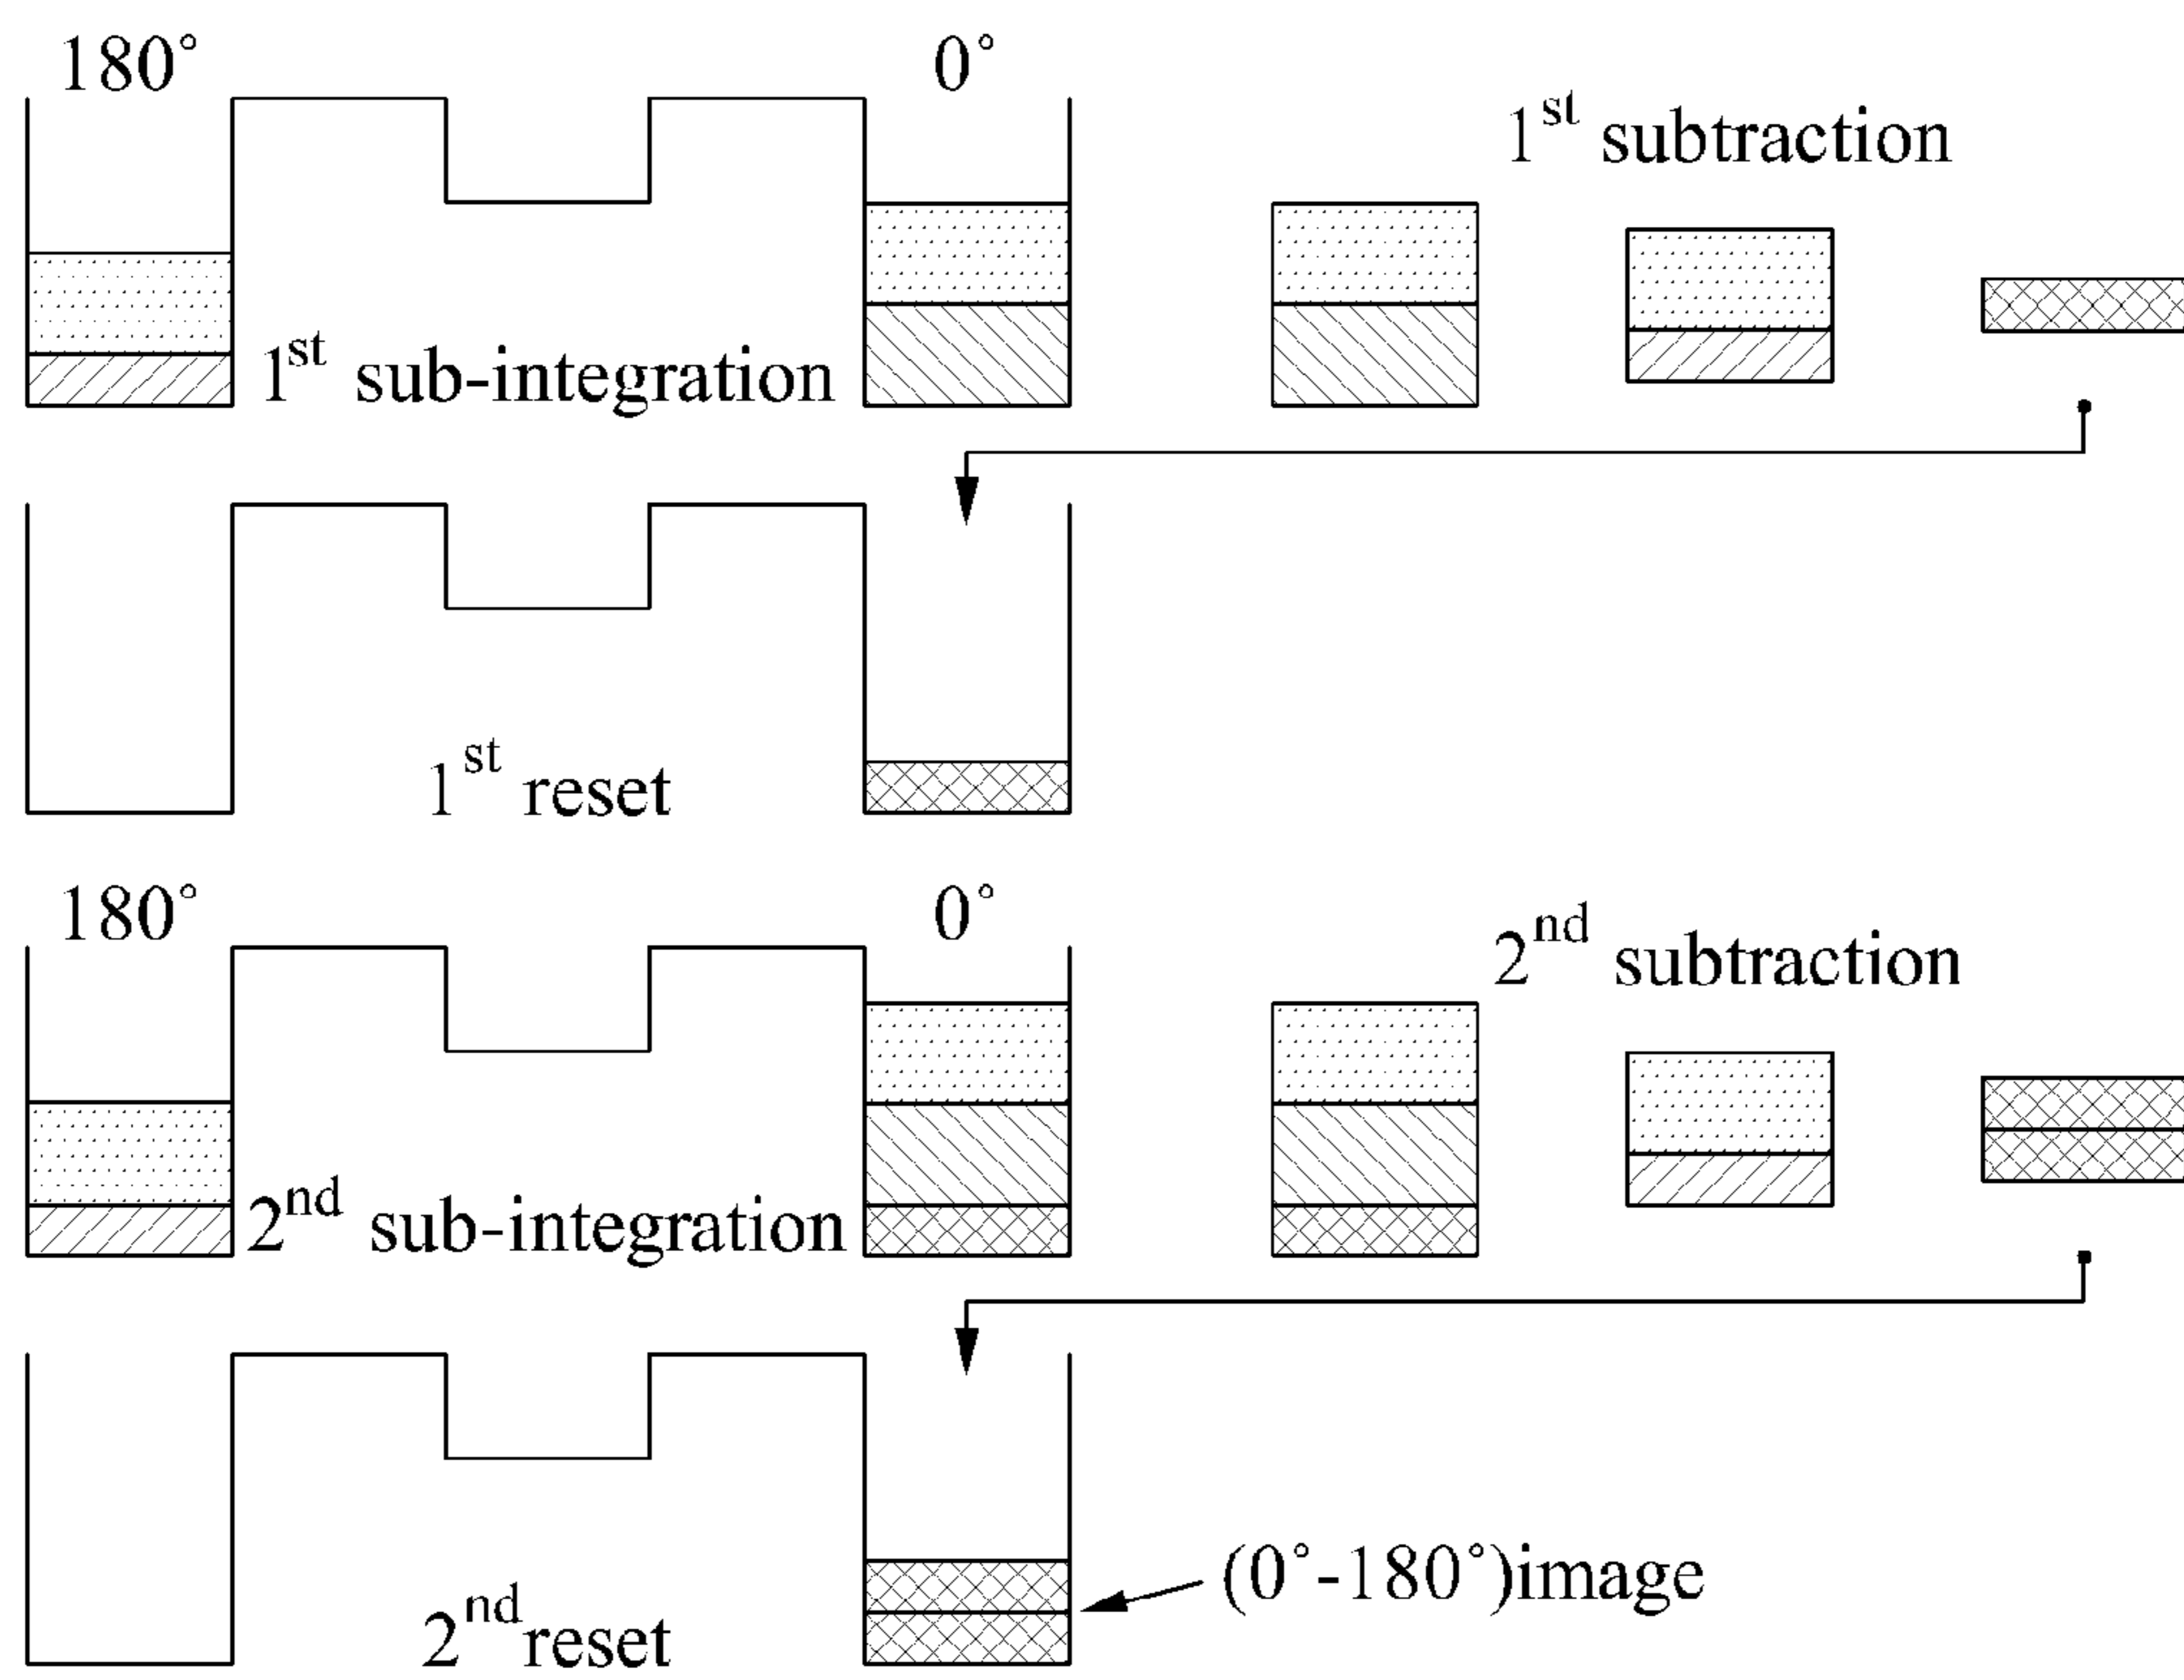 180° 0°
1st subtraction
1st sub-integration
1st reset
180° 0°
2nd subtraction
2nd sub-integration
(0°-180°)image
2nd reset